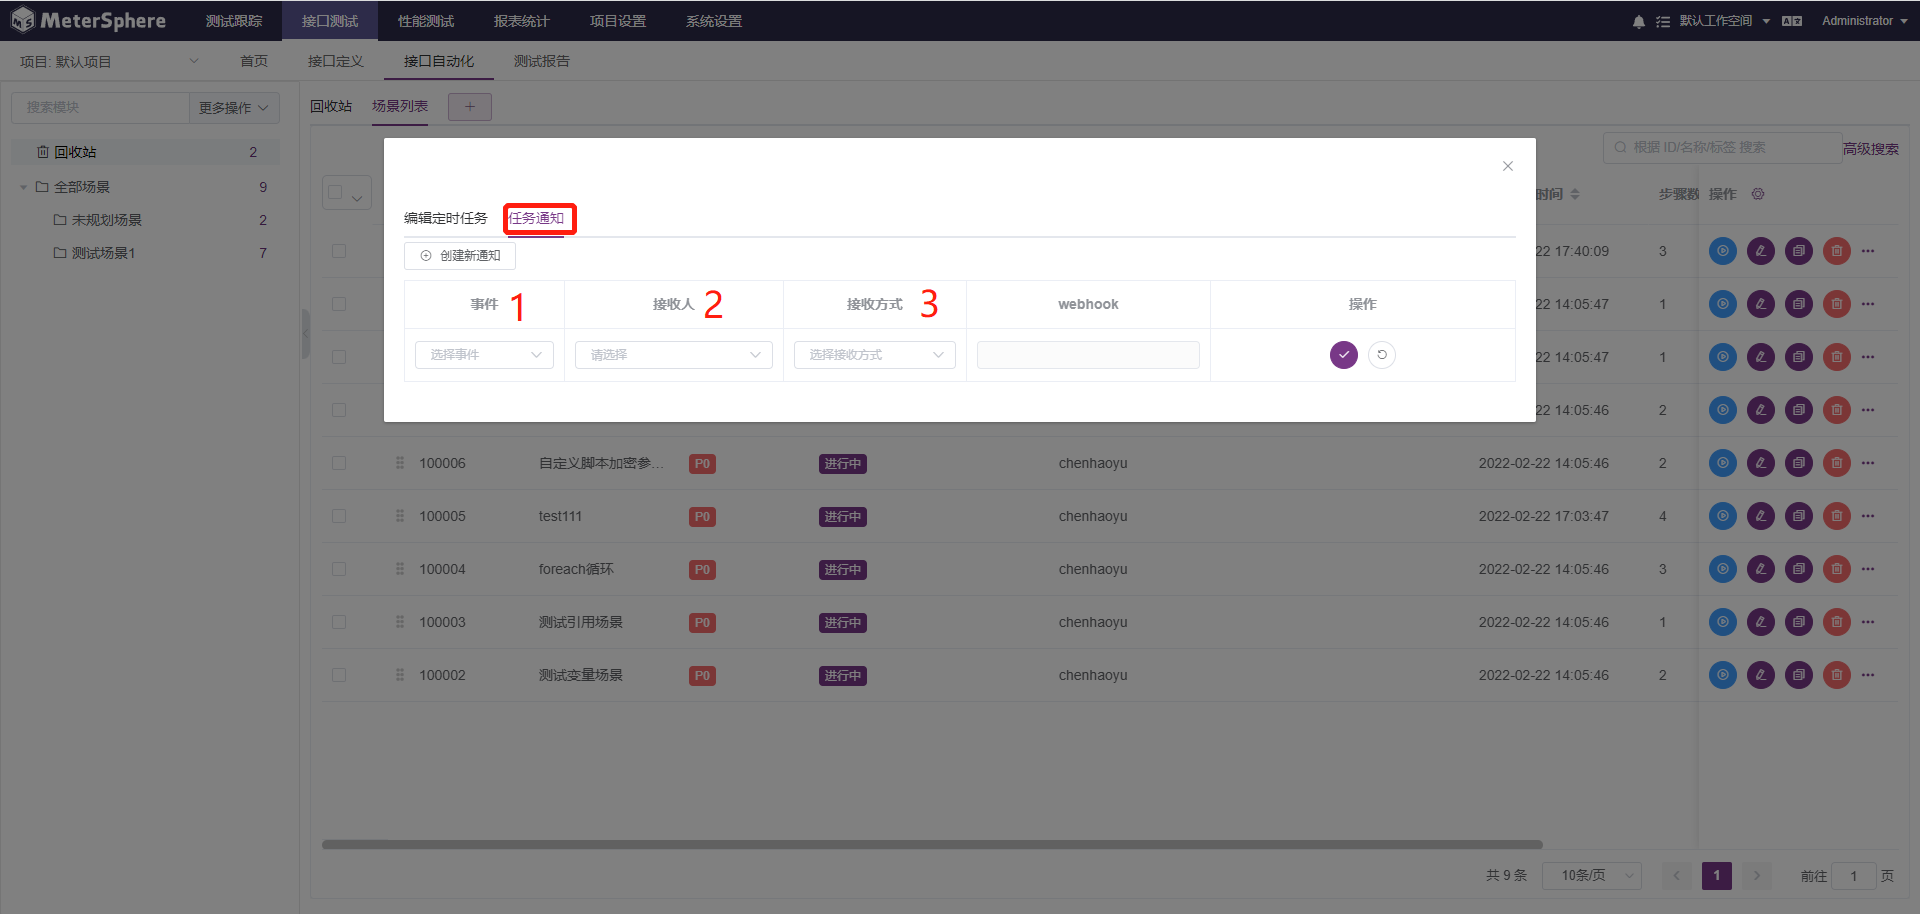 MeterSphere 测试跟踪 接口测试 性能测试 报表统计 项目设置 系统设置 默认工作空间 Administrator
项目: 默认项目 首页 接口定义 接口自动化 测试报告
搜索模块 更多操作 回收站 场景列表 +
回收站 2
全部场景 9
未规划场景 2
测试场景1 7
根据 ID/名称/标签 搜索 高级搜索
时间 步骤数 操作
编辑定时任务 任务通知
创建新通知
事件 1 接收人 2 接收方式 3 webhook 操作
选择事件 请选择 选择接收方式
22 17:40:09 3
22 14:05:47 1
22 14:05:47 1
22 14:05:46 2
100006 自定义脚本加密参... P0 进行中 chenhaoyu 2022-02-22 14:05:46 2
100005 test111 P0 进行中 chenhaoyu 2022-02-22 17:03:47 4
100004 foreach循环 P0 进行中 chenhaoyu 2022-02-22 14:05:46 3
100003 测试引用场景 P0 进行中 chenhaoyu 2022-02-22 14:05:46 1
100002 测试变量场景 P0 进行中 chenhaoyu 2022-02-22 14:05:46 2
共 9 条 10条/页 1 前往 1 页